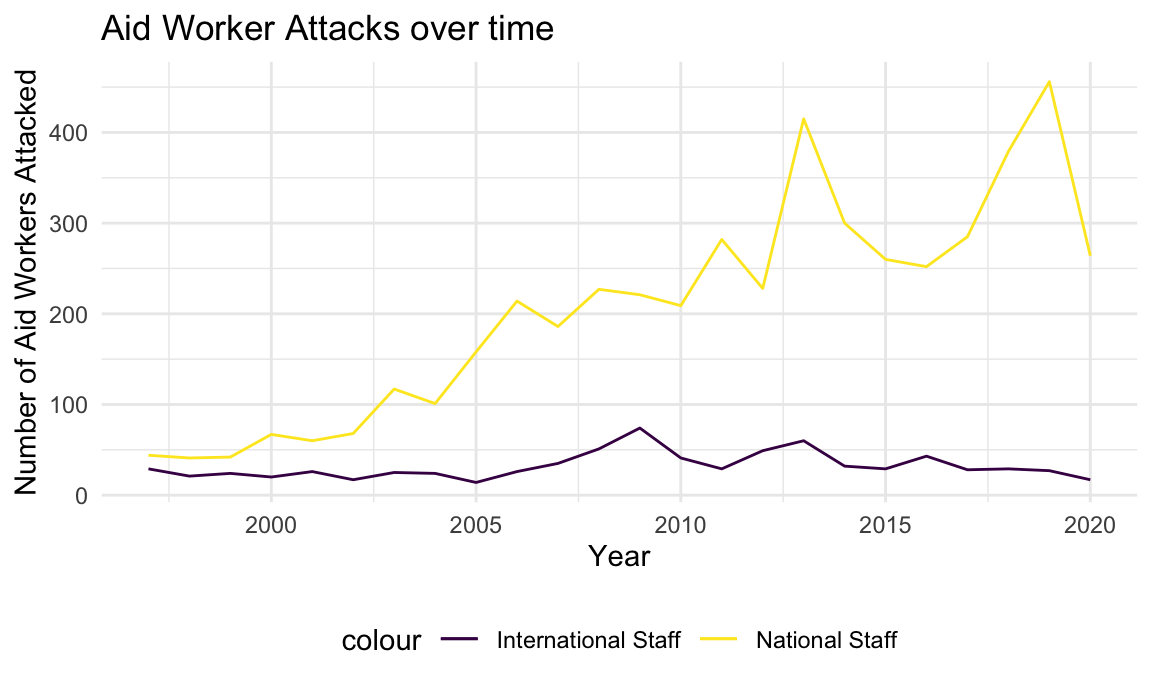 Aid Worker Attacks over time
Number of Aid Workers Attacked
400
300
200
100
0
2000 2005 2010 2015 2020
Year
colour International Staff National Staff